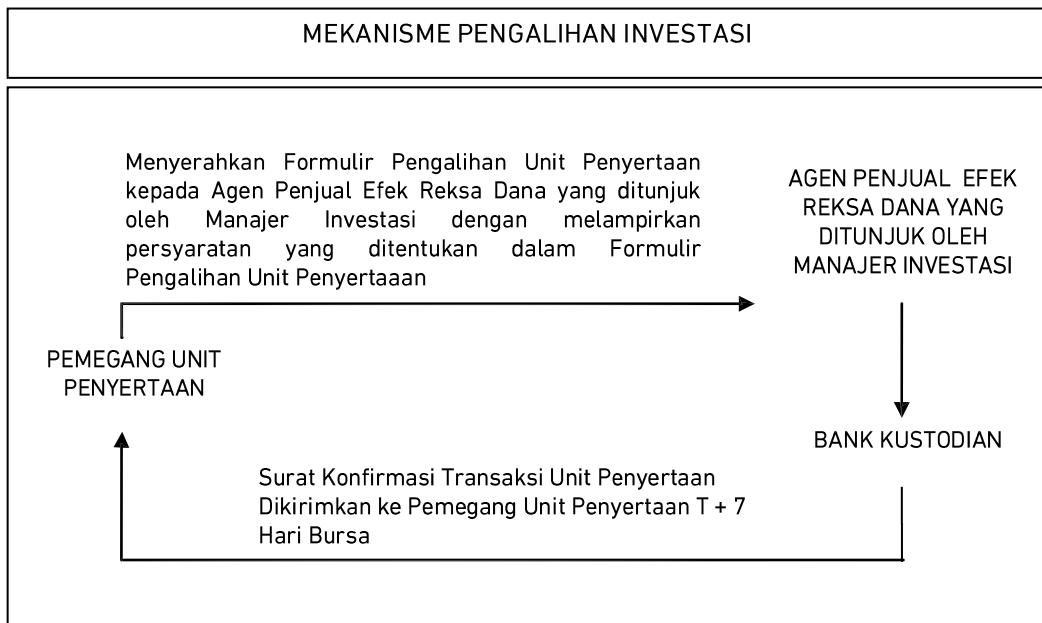 MEKANISME PENGALIHAN INVESTASI
Menyerahkan Formulir Pengalihan Unit Penyertaan
kepada Agen Penjual Efek Reksa Dana yang ditunjuk
oleh Manajer Investasi dengan melampirkan
persyaratan yang ditentukan dalam Formulir
Pengalihan Unit Penyertaaan
AGEN PENJUAL EFEK
REKSA DANA YANG
DITUNJUK OLEH
MANAJER INVESTASI
PEMEGANG UNIT
PENYERTAAN
BANK KUSTODIAN
Surat Konfirmasi Transaksi Unit Penyertaan
Dikirimkan ke Pemegang Unit Penyertaan T + 7
Hari Bursa